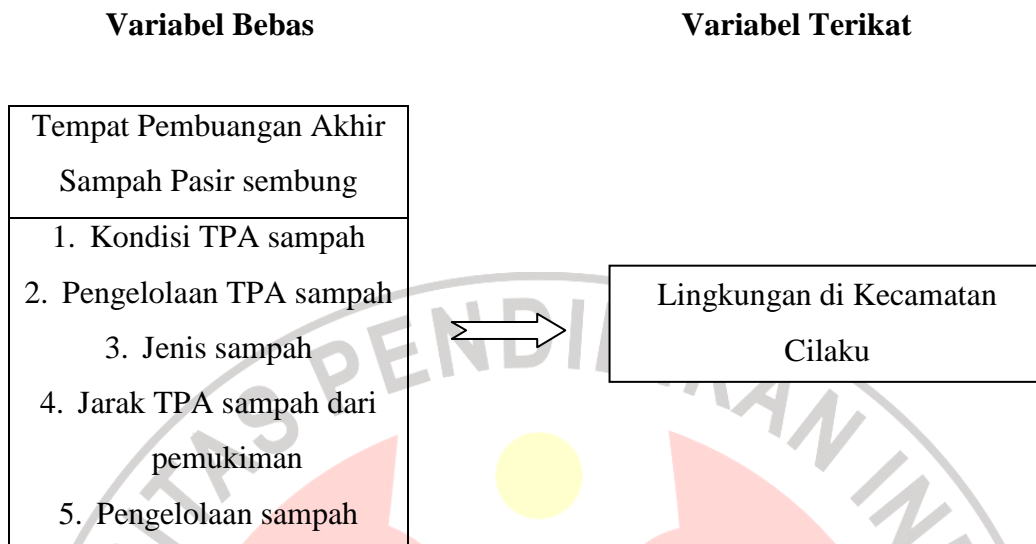 Variabel Bebas
Variabel Terikat
Tempat Pembuangan Akhir
Sampah Pasir sembung
1. Kondisi TPA sampah
2. Pengelolaan TPA sampah
3. Jenis sampah
4. Jarak TPA sampah dari
pemukiman
5. Pengelolaan sampah
Lingkungan di Kecamatan
Cilaku